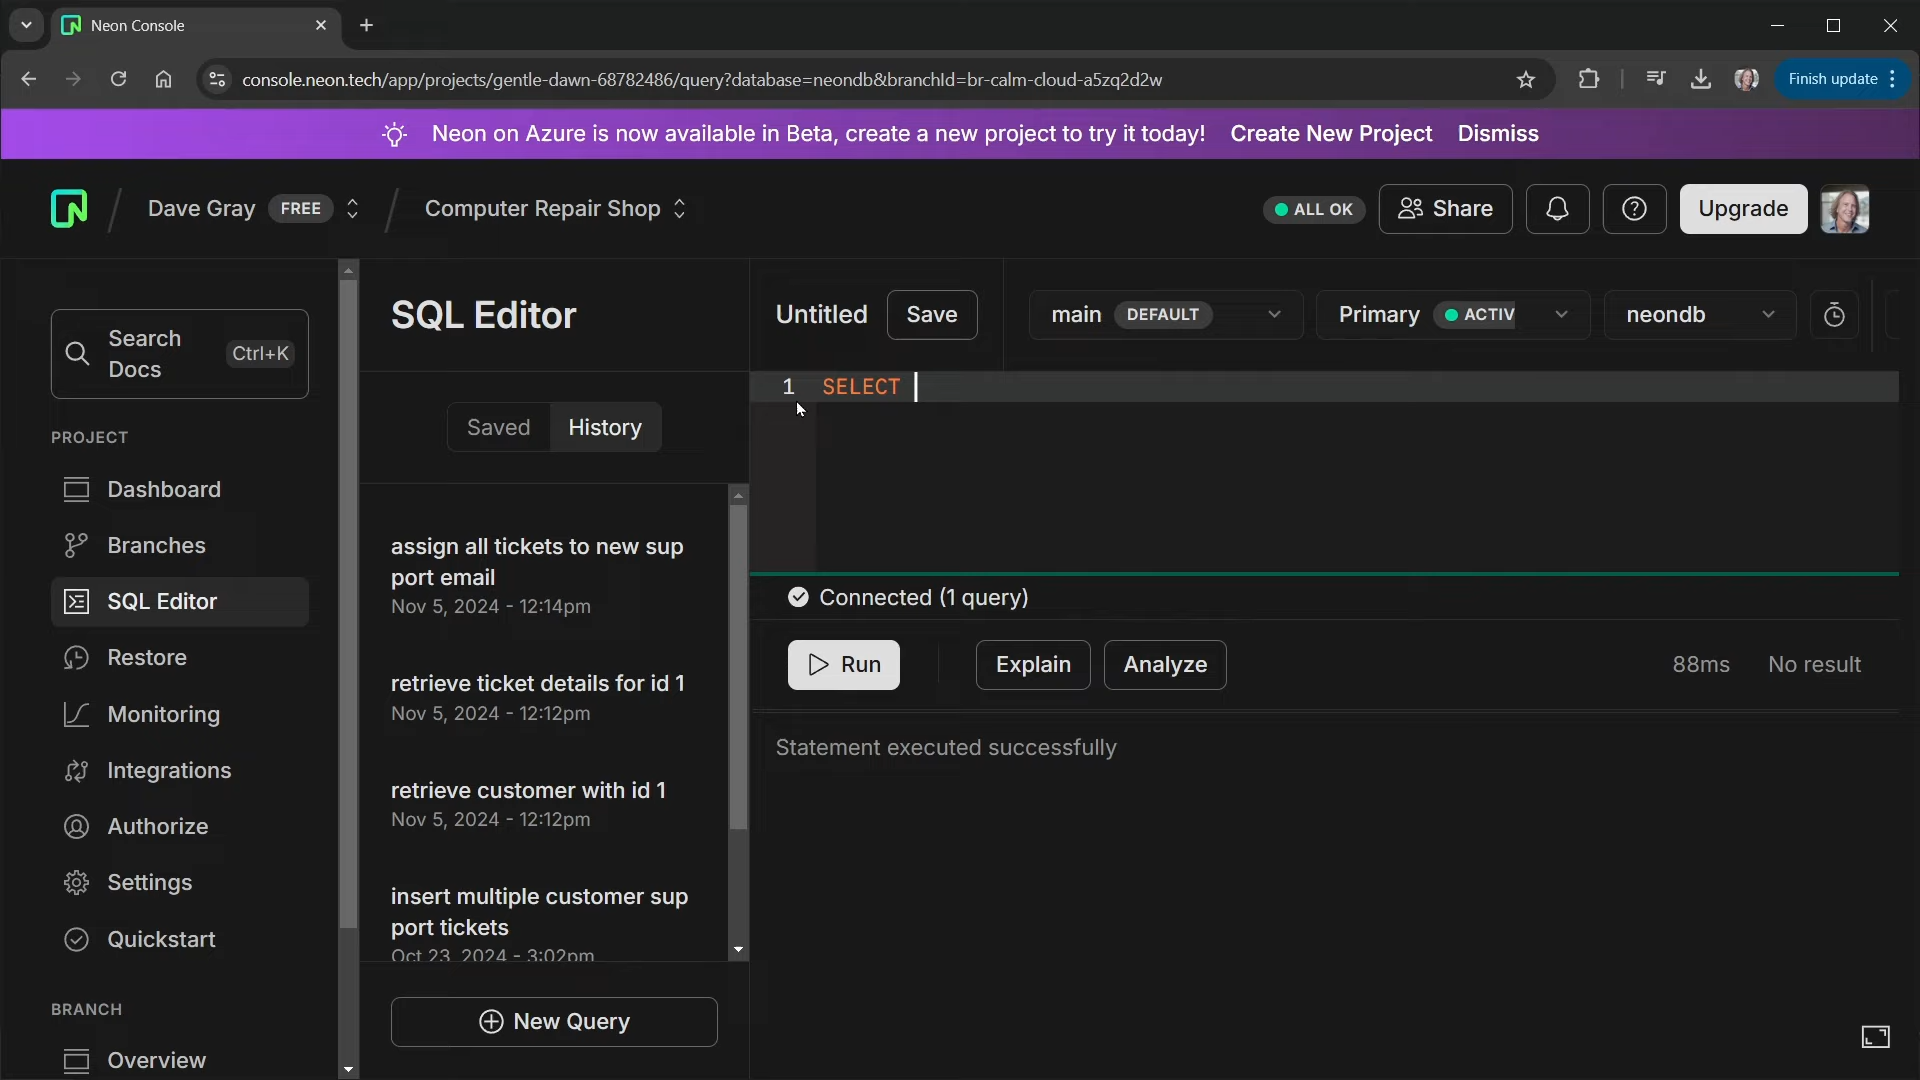 Neon Console
console.neon.tech/app/projects/gentle-dawn-68782486/query?database=neondb&branchId=br-calm-cloud-a5zq2d2w
Finish update
Neon on Azure is now available in Beta, create a new project to try it today! Create New Project Dismiss
Dave Gray FREE / Computer Repair Shop
ALL OK
Share
Upgrade
Search Docs
Ctrl+K
PROJECT
Dashboard
Branches
SQL Editor
Restore
Monitoring
Integrations
Authorize
Settings
Quickstart
BRANCH
Overview
SQL Editor
Saved
History
assign all tickets to new sup
port email
Nov 5, 2024 - 12:14pm
retrieve ticket details for id 1
Nov 5, 2024 - 12:12pm
retrieve customer with id 1
Nov 5, 2024 - 12:12pm
insert multiple customer sup
port tickets
Oct 23, 2024 - 3:02pm
New Query
Untitled
Save
main DEFAULT
Primary ACTIV
neondb
1 SELECT
Connected (1 query)
Run
Explain
Analyze
88ms
No result
Statement executed successfully